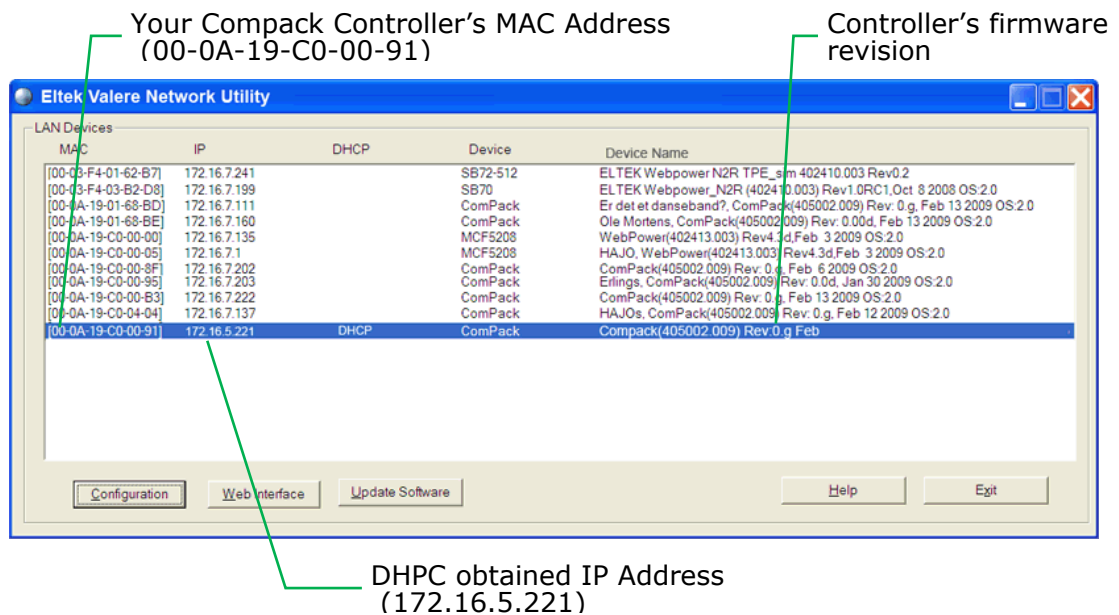 Your Compack Controller's MAC Address
(00-0A-19-C0-00-91)
Controller's firmware
revision
Eltek Valere Network Utility
LAN Devices
MAC IP DHCP Device Device Name
[00-03-F4-01-62-B7] 172.16.7.241 SB72-512 ELTEK Webpower N2R TPE_sim 402410.003 Rev0.2
[00-03-F4-03-B2-D8] 172.16.7.199 SB70 ELTEK Webpower_N2R (402410.003) Rev1.0RC1,Oct 8 2008 OS:2.0
[00-0A-19-01-68-BD] 172.16.7.111 ComPack Er det et danseband?, ComPack(405002.009) Rev: 0.g, Feb 13 2009 OS:2.0
[00-0A-19-01-68-BE] 172.16.7.160 ComPack Ole Mortens, ComPack(405002.009) Rev: 0.00d, Feb 13 2009 OS:2.0
[00-0A-19-C0-00-00] 172.16.7.135 MCF5208 WebPower(402413.003) Rev4.3d,Feb 3 2009 OS:2.0
[00-0A-19-C0-00-05] 172.16.7.1 MCF5208 HAJO, WebPower(402413.003) Rev4.3d,Feb 3 2009 OS:2.0
[00-0A-19-C0-00-8F] 172.16.7.202 ComPack ComPack(405002.009) Rev: 0.g, Feb 6 2009 OS:2.0
[00-0A-19-C0-00-95] 172.16.7.203 ComPack Erlings, ComPack(405002.009) Rev: 0.0d, Jan 30 2009 OS:2.0
[00-0A-19-C0-00-B3] 172.16.7.222 ComPack ComPack(405002.009) Rev: 0.g, Feb 13 2009 OS:2.0
[00-0A-19-C0-04-04] 172.16.7.137 ComPack HAJOs, ComPack(405002.009) Rev: 0.g, Feb 12 2009 OS:2.0
[00-0A-19-C0-00-91] 172.16.5.221 DHCP ComPack Compack(405002.009) Rev:0.g Feb
Configuration Web Interface Update Software Help Exit
DHPC obtained IP Address
(172.16.5.221)